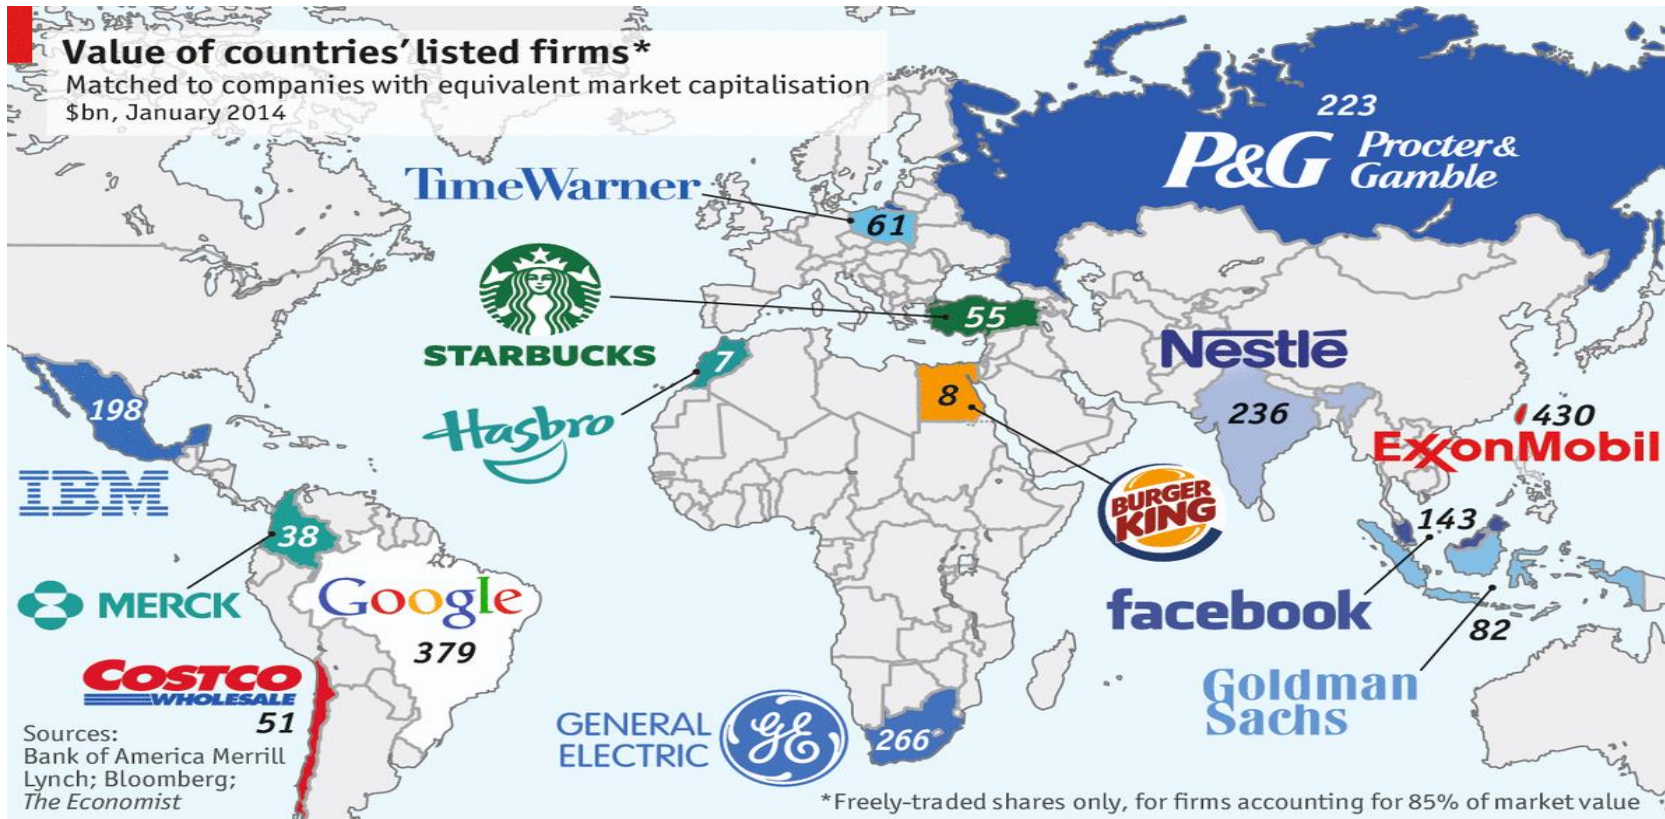 Value of countries' listed firms*
Matched to companies with equivalent market capitalisation
$bn, January 2014
223
P&G Procter &
Gamble
TimeWarner
61
STARBUCKS
55
Nestlé
7
8
236
430
198
Hasbro
ExxonMobil
IBM
BURGER
KING
143
38
MERCK
Google
facebook
82
379
COSTCO
WHOLESALE
51
Goldman
Sachs
GENERAL
ELECTRIC
GE
266
Sources:
Bank of America Merrill
Lynch; Bloomberg;
The Economist
*Freely-traded shares only, for firms accounting for 85% of market value